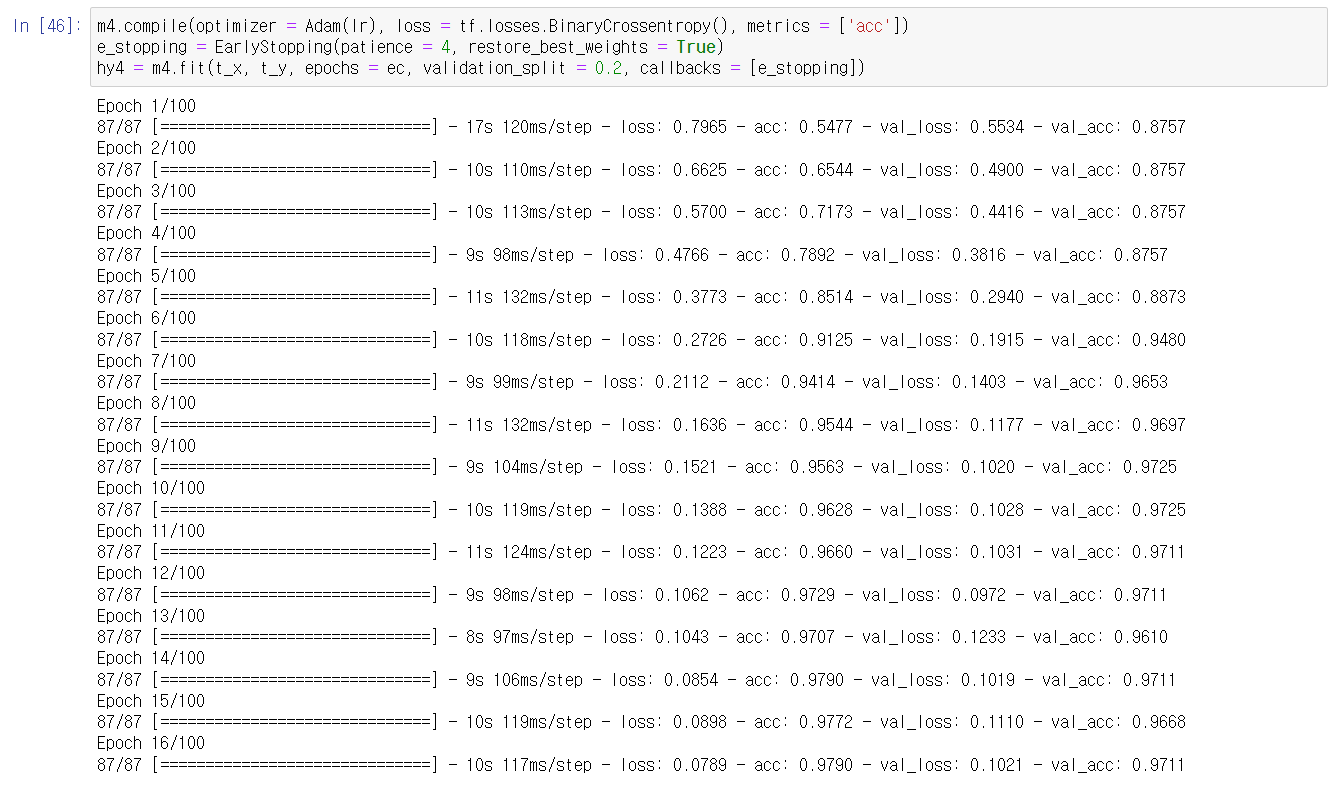 In [46]: m4.compile(optimizer = Adam(lr), loss = tf.losses.BinaryCrossentropy(), metrics = ['acc'])
e_stopping = EarlyStopping(patience = 4, restore_best_weights = True)
hy4 = m4.fit(t_x, t_y, epochs = ec, validation_split = 0.2, callbacks = [e_stopping])
Epoch 1/100
87/87 [==============================] - 17s 120ms/step - loss: 0.7965 - acc: 0.5477 - val_loss: 0.5534 - val_acc: 0.8757
Epoch 2/100
87/87 [==============================] - 10s 110ms/step - loss: 0.6625 - acc: 0.6544 - val_loss: 0.4900 - val_acc: 0.8757
Epoch 3/100
87/87 [==============================] - 10s 113ms/step - loss: 0.5700 - acc: 0.7173 - val_loss: 0.4416 - val_acc: 0.8757
Epoch 4/100
87/87 [==============================] - 9s 98ms/step - loss: 0.4766 - acc: 0.7892 - val_loss: 0.3816 - val_acc: 0.8757
Epoch 5/100
87/87 [==============================] - 11s 132ms/step - loss: 0.3773 - acc: 0.8514 - val_loss: 0.2940 - val_acc: 0.8873
Epoch 6/100
87/87 [==============================] - 10s 118ms/step - loss: 0.2726 - acc: 0.9125 - val_loss: 0.1915 - val_acc: 0.9480
Epoch 7/100
87/87 [==============================] - 9s 99ms/step - loss: 0.2112 - acc: 0.9414 - val_loss: 0.1403 - val_acc: 0.9653
Epoch 8/100
87/87 [==============================] - 11s 132ms/step - loss: 0.1636 - acc: 0.9544 - val_loss: 0.1177 - val_acc: 0.9697
Epoch 9/100
87/87 [==============================] - 9s 104ms/step - loss: 0.1521 - acc: 0.9563 - val_loss: 0.1020 - val_acc: 0.9725
Epoch 10/100
87/87 [==============================] - 10s 119ms/step - loss: 0.1388 - acc: 0.9628 - val_loss: 0.1028 - val_acc: 0.9725
Epoch 11/100
87/87 [==============================] - 11s 124ms/step - loss: 0.1223 - acc: 0.9660 - val_loss: 0.1031 - val_acc: 0.9711
Epoch 12/100
87/87 [==============================] - 9s 98ms/step - loss: 0.1062 - acc: 0.9729 - val_loss: 0.0972 - val_acc: 0.9711
Epoch 13/100
87/87 [==============================] - 8s 97ms/step - loss: 0.1043 - acc: 0.9707 - val_loss: 0.1233 - val_acc: 0.9610
Epoch 14/100
87/87 [==============================] - 9s 106ms/step - loss: 0.0854 - acc: 0.9790 - val_loss: 0.1019 - val_acc: 0.9711
Epoch 15/100
87/87 [==============================] - 10s 119ms/step - loss: 0.0898 - acc: 0.9772 - val_loss: 0.1110 - val_acc: 0.9668
Epoch 16/100
87/87 [==============================] - 10s 117ms/step - loss: 0.0789 - acc: 0.9790 - val_loss: 0.1021 - val_acc: 0.9711